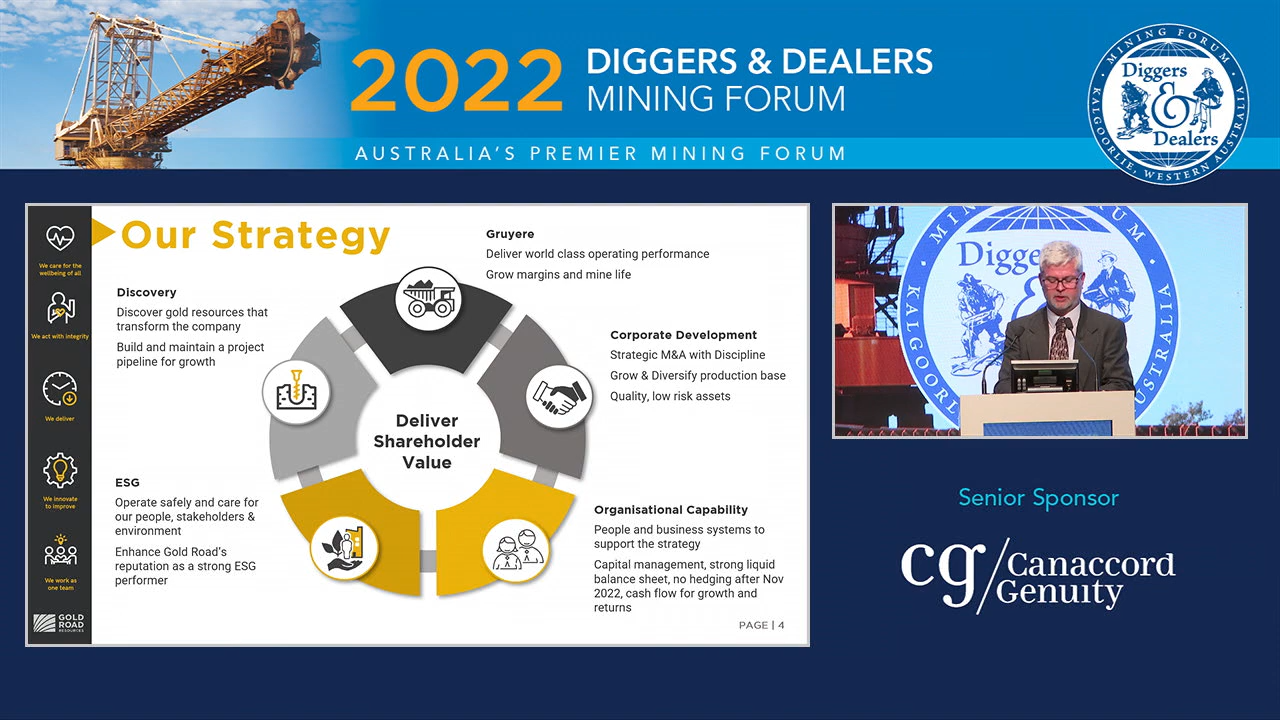 2022
DIGGERS & DEALERS
MINING FORUM
AUSTRALIA'S PREMIER MINING FORUM
MINING FORUM
Diggers
&
Dealers
KALGOORLIE, WESTERN AUSTRALIA
Our Strategy
We care for the
wellbeing of all
We act with integrity
We deliver
We innovate
to improve
We work as
one team
GOLD
ROAD
RESOURCES
Gruyere
Deliver world class operating performance
Grow margins and mine life
Discovery
Discover gold resources that
transform the company
Build and maintain a project
pipeline for growth
Corporate Development
Strategic M&A with Discipline
Grow & Diversify production base
Quality, low risk assets
Deliver
Shareholder
Value
ESG
Operate safely and care for
our people, stakeholders &
environment
Enhance Gold Road's
reputation as a strong ESG
performer
Organisational Capability
People and business systems to
support the strategy
Capital management, strong liquid
balance sheet, no hedging after Nov
2022, cash flow for growth and
returns
PAGE | 4
Senior Sponsor
cg/Canaccord
Genuity